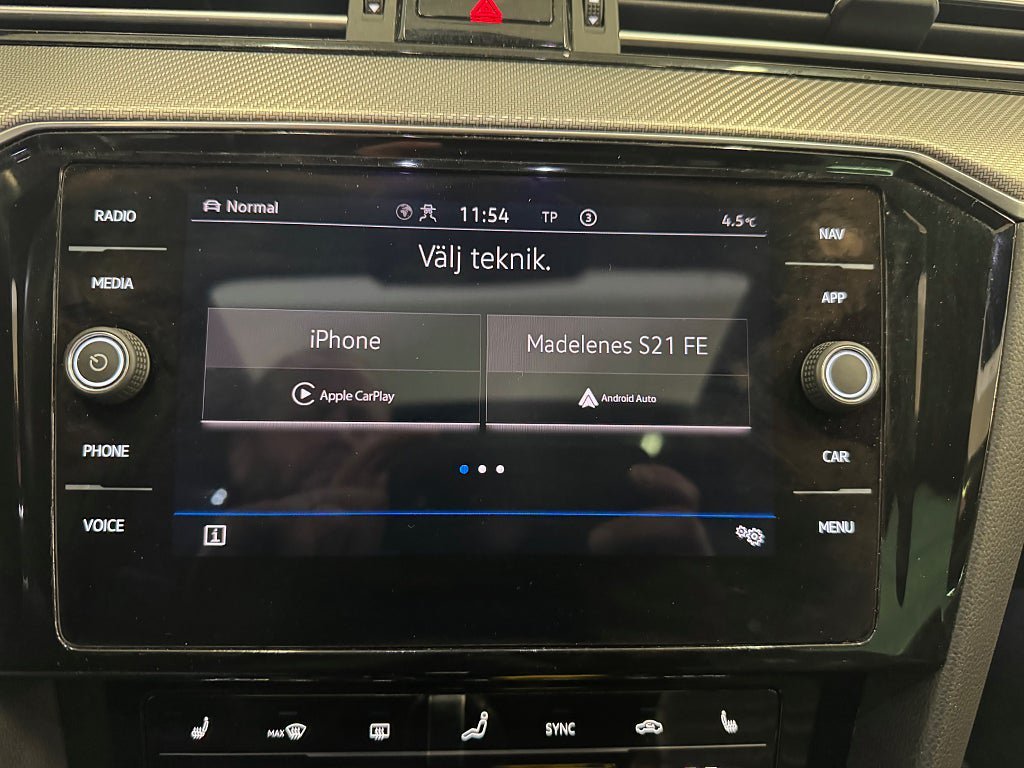 RADIO
MEDIA
PHONE
VOICE
Normal
11:54
TP
3
4.5°C
Välj teknik.
iPhone
Apple CarPlay
Madelenes S21 FE
Android Auto
i
NAV
APP
CAR
MENU
MAX
SYNC